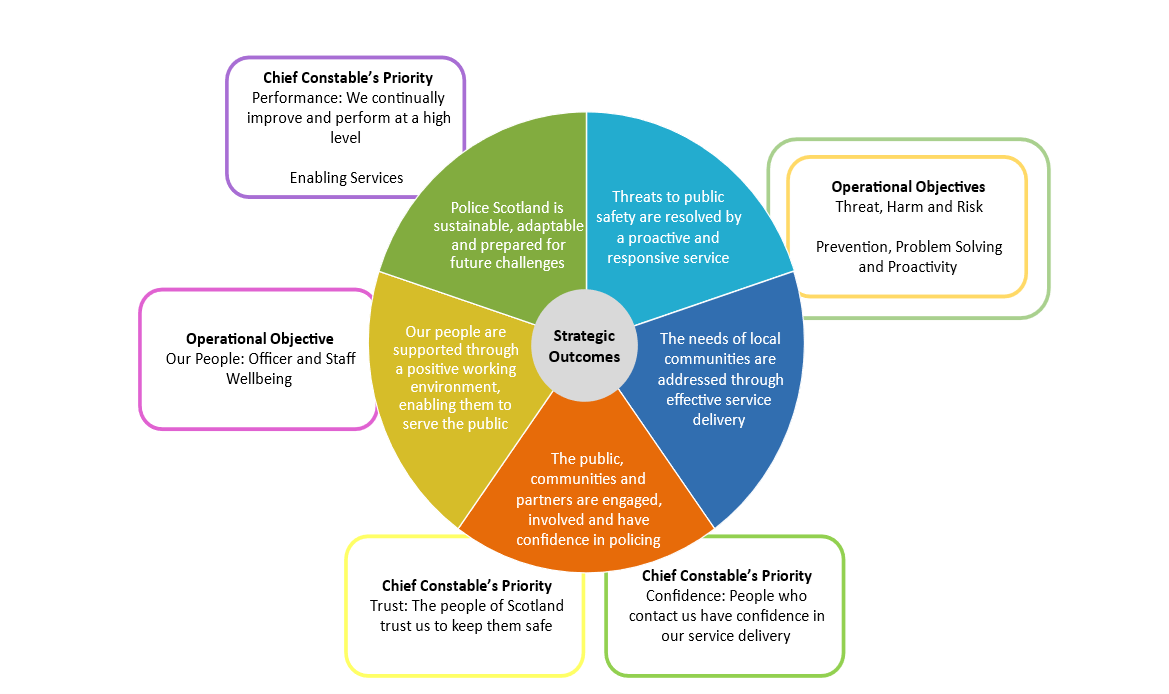 Chief Constable’s Priority
Performance: We continually
improve and perform at a high
level
Enabling Services
Police Scotland is
sustainable, adaptable
and prepared for
future challenges
Threats to public
safety are resolved by
a proactive and
responsive service
Operational Objectives
Threat, Harm and Risk
Prevention, Problem Solving
and Proactivity
Operational Objective
Our People: Officer and Staff
Wellbeing
Our people are
supported through
a positive working
environment,
enabling them to
serve the public
Strategic
Outcomes
The needs of local
communities are
addressed through
effective service
delivery
The public,
communities and
partners are engaged,
involved and have
confidence in policing
Chief Constable’s Priority
Trust: The people of Scotland
trust us to keep them safe
Chief Constable’s Priority
Confidence: People who
contact us have confidence in
our service delivery